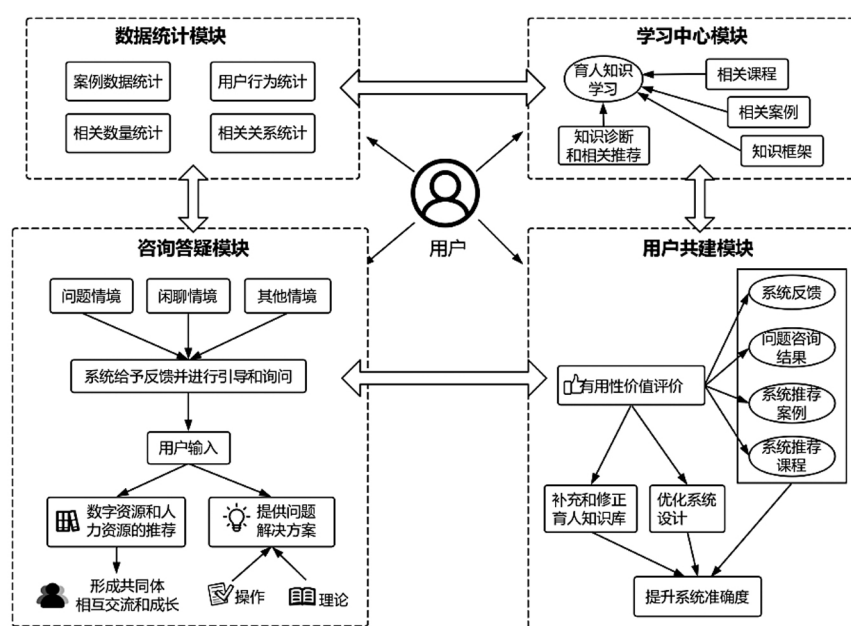 数据统计模块
案例数据统计
用户行为统计
相关数量统计
相关关系统计
学习中心模块
育人知识
学习
相关课程
相关案例
知识框架
知识诊断
和相关推荐
用户
咨询答疑模块
问题情境
闲聊情境
其他情境
系统给予反馈并进行引导和询问
用户输入
数字资源和人
力资源的推荐
提供问题
解决方案
形成共同体
相互交流和成长
操作
理论
用户共建模块
系统反馈
问题咨询
结果
系统推荐
案例
系统推荐
课程
有用性价值评价
补充和修正
育人知识库
优化系统
设计
提升系统准确度